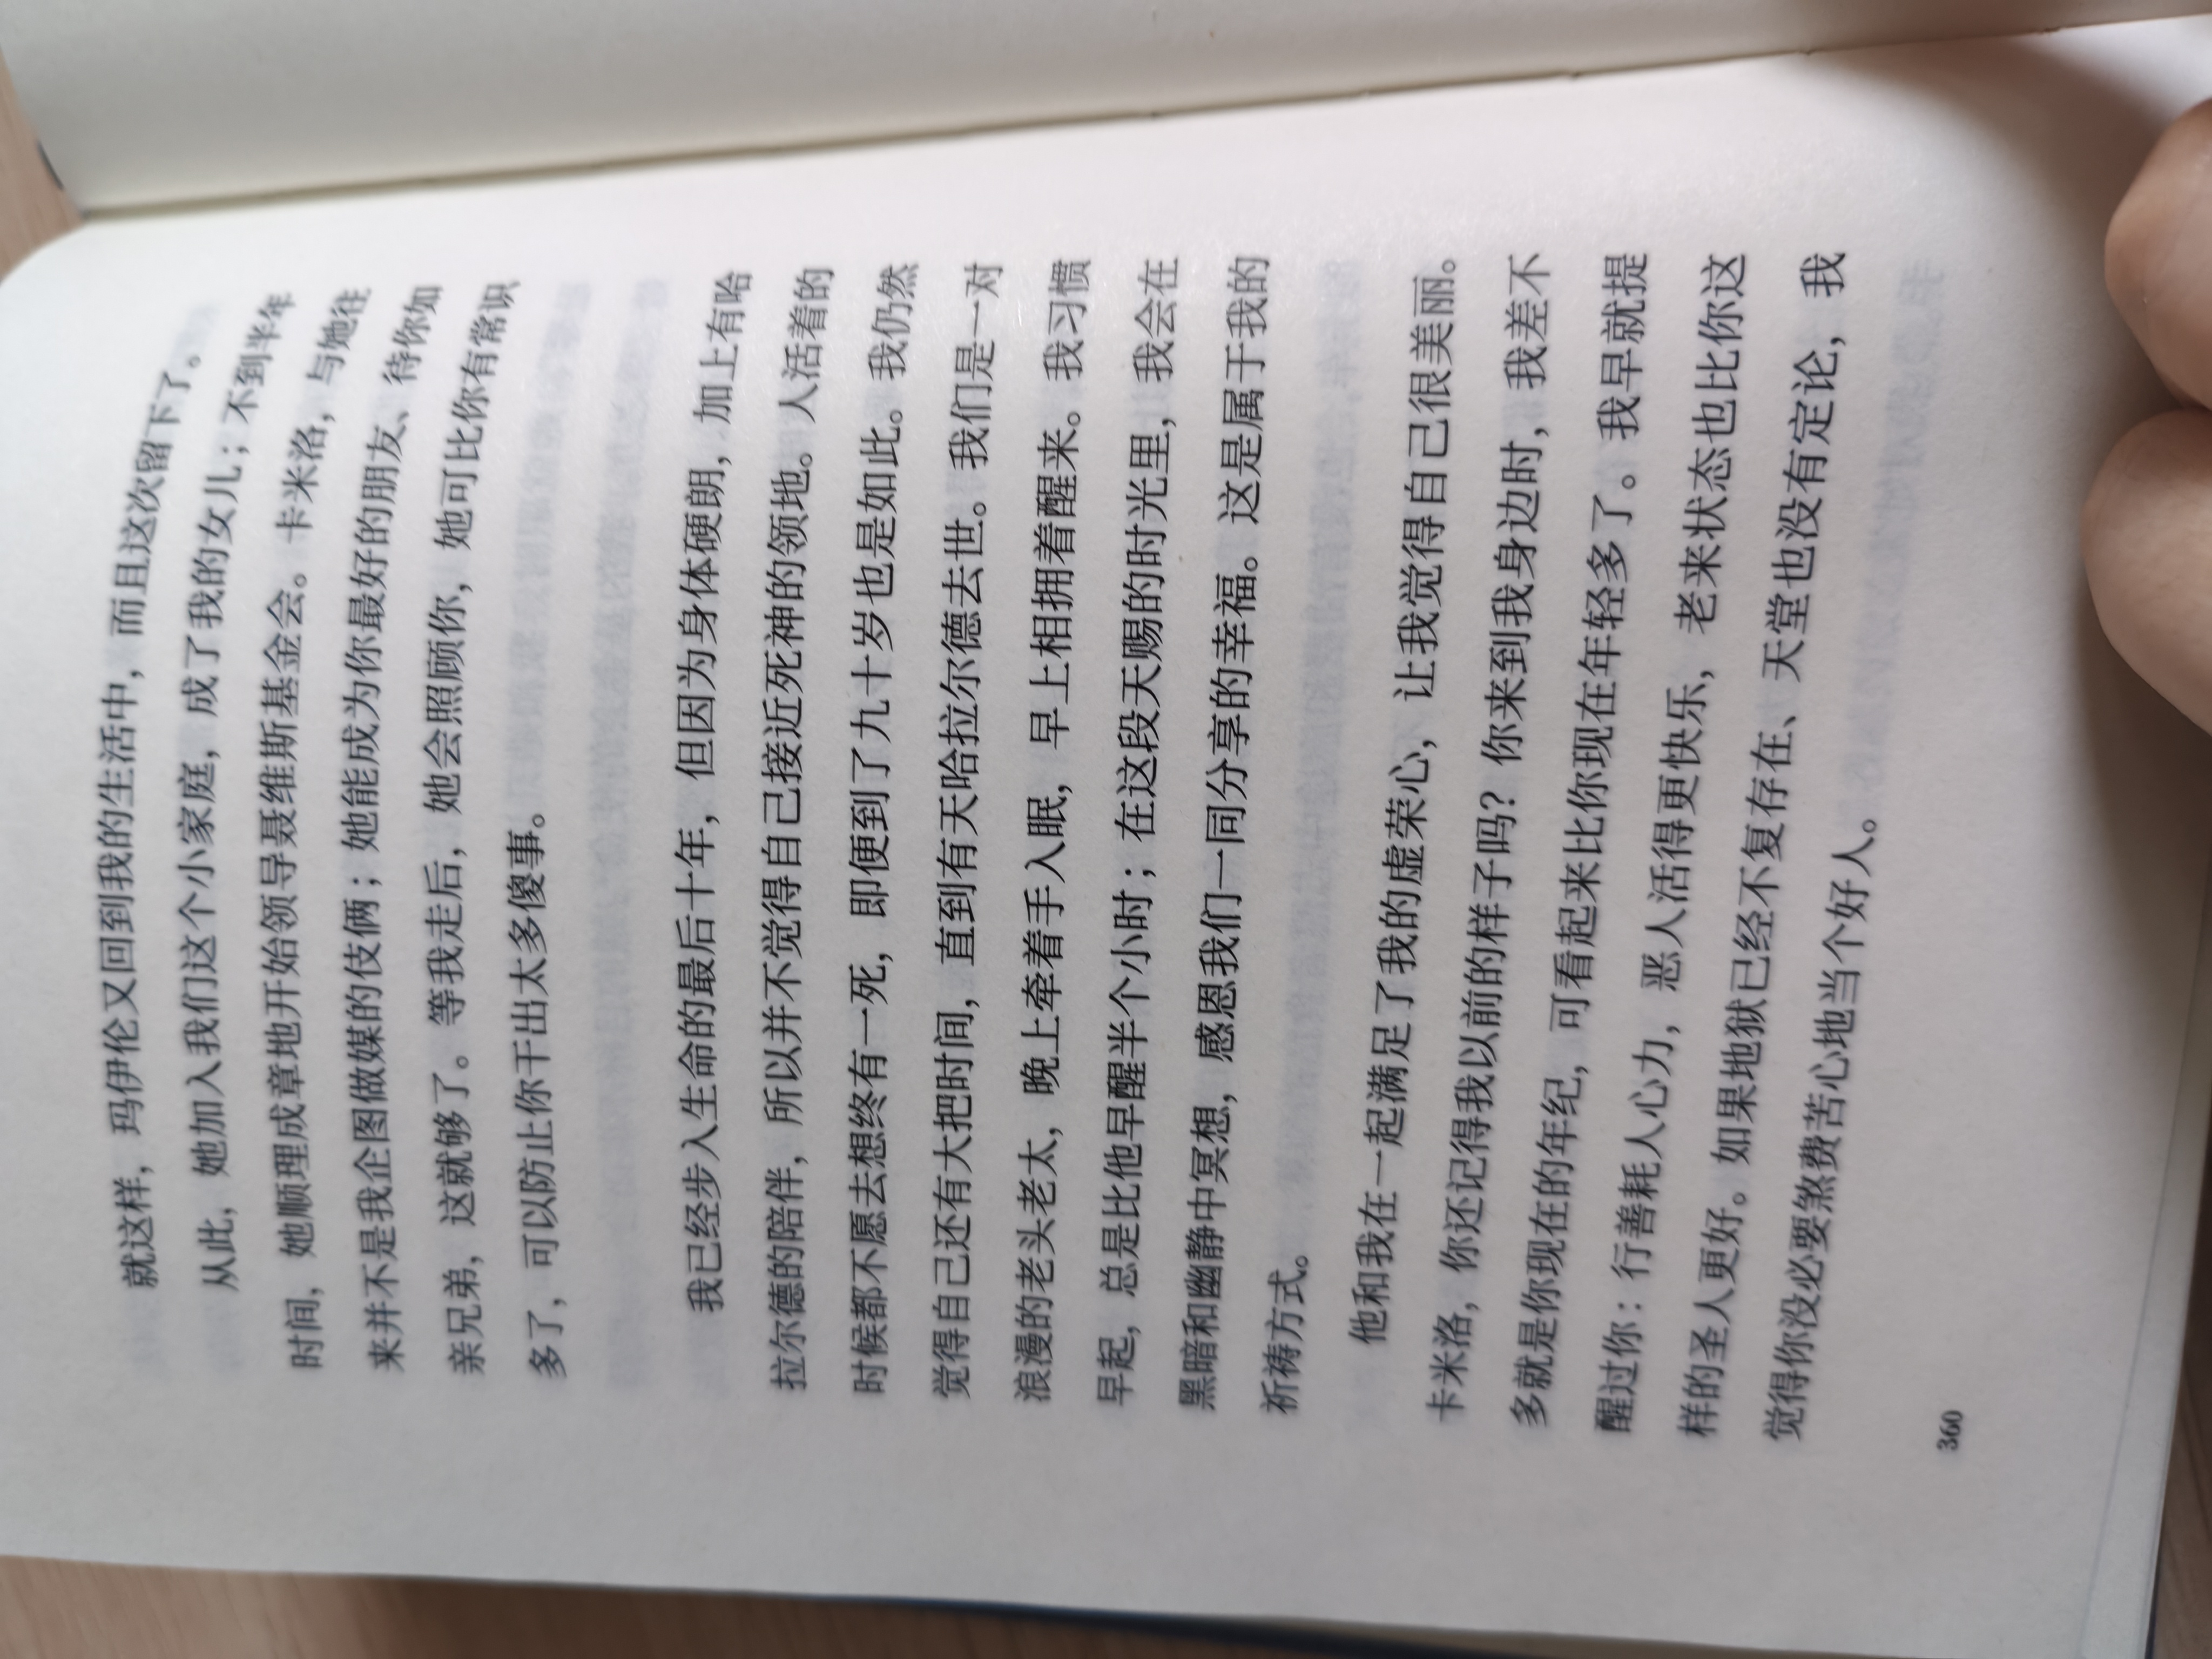 就这样，玛伊伦又回到我的生活中，而且这次留下了。
从此，她加入我们这个小家庭，成了我的女儿；不到半年
时间，她顺理成章地开始领导聂维斯基金会。卡米洛，与她往
来并不是我企图做媒的伎俩；她能成为你最好的朋友、待你如
亲兄弟，这就够了。等我走后，她会照顾你，她可比你有常识
多了，可以防止你干出太多傻事。
我已经步入生命的最后十年，但因为身体硬朗，加上有哈
拉尔德的陪伴，所以并不觉得自己接近死神的领地。人活着的
时候都不愿去想终有一死，即便到了九十岁也是如此。我仍然
觉得自己还有大把时间，直到有天哈拉尔德去世。我们是一对
浪漫的老头老太，晚上牵着手入眠，早上相拥着醒来。我习惯
早起，总是比他早醒半个小时；在这段天赐的时光里，我会在
黑暗和幽静中冥想，感恩我们一同分享的幸福。这是属于我的
祈祷方式。
他和我在一起满足了我的虚荣心，让我觉得自己很美丽。
卡米洛，你还记得我以前的样子吗？你来到我身边时，我差不
多就是你现在的年纪，可看起来比你现在年轻多了。我早就提
醒过你：行善耗人心力，恶人活得更快乐，老来状态也比你这
样的圣人更好。如果地狱已经不复存在、天堂也没有定论，我
觉得你没必要煞费苦心地当个好人。
360